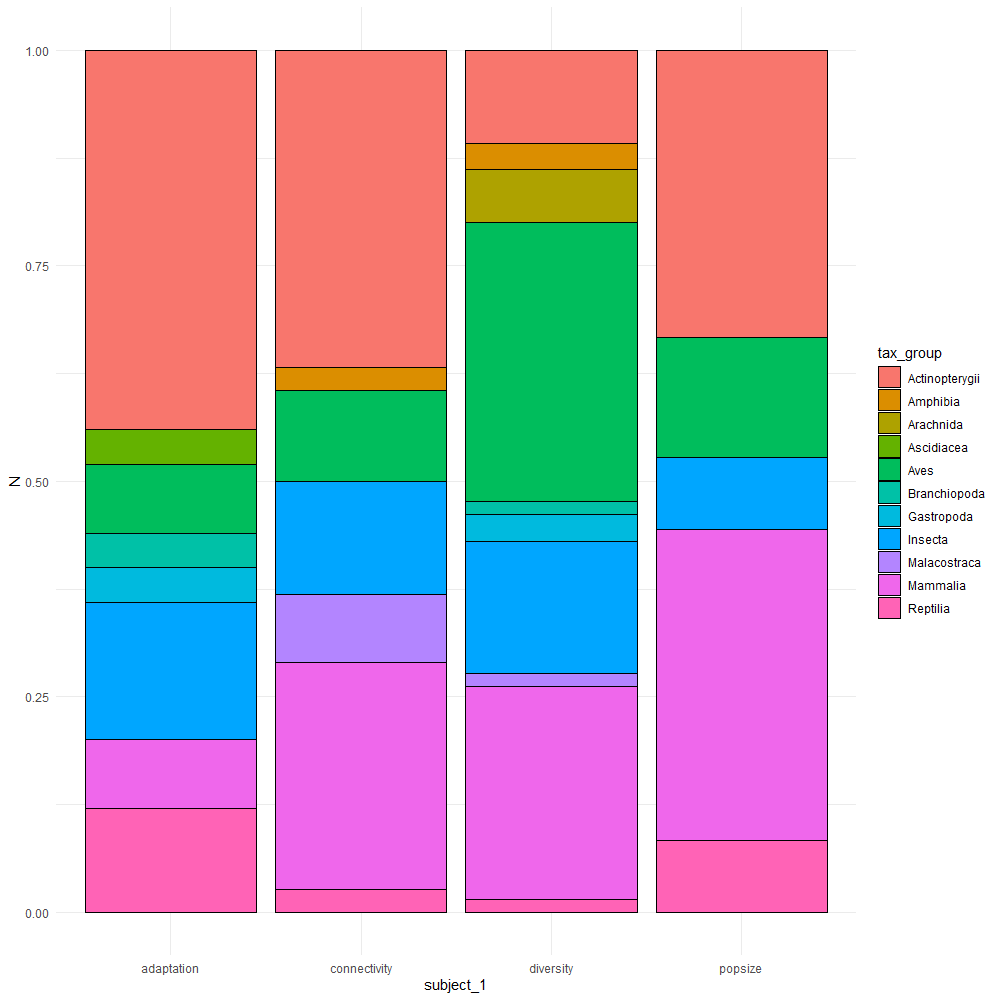 1.00
0.75
0.50
0.25
0.00
N
adaptation
connectivity
diversity
popsize
subject_1
tax_group
Actinopterygii
Amphibia
Arachnida
Ascidiacea
Aves
Branchiopoda
Gastropoda
Insecta
Malacostraca
Mammalia
Reptilia